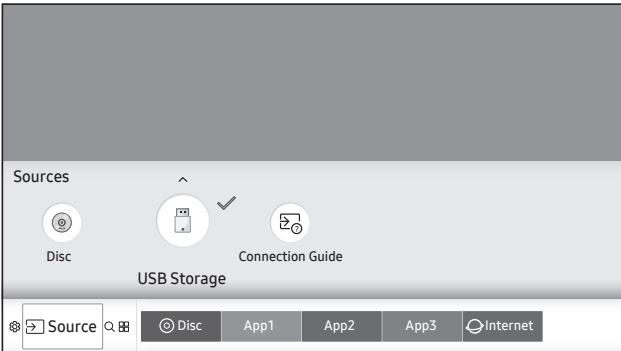 Sources
Disc
Connection Guide
USB Storage
Source
Disc
App1
App2
App3
Internet